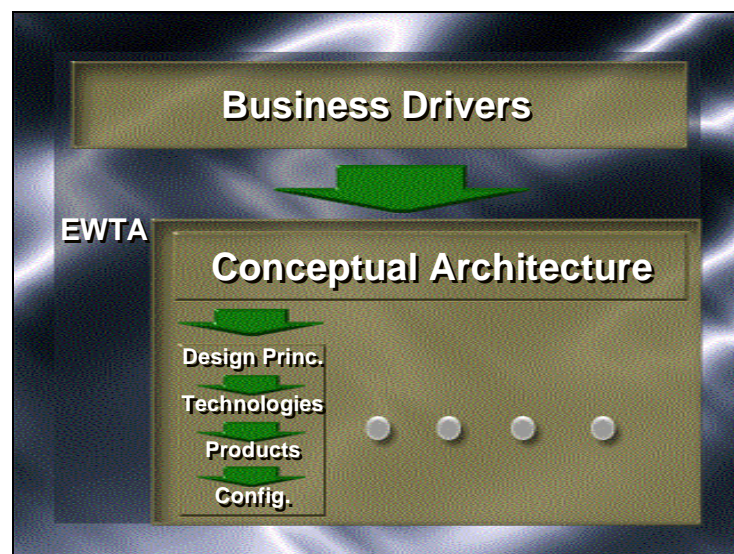 Business Drivers
EWTA
Conceptual Architecture
Design Princ.
Technologies
Products
Config.